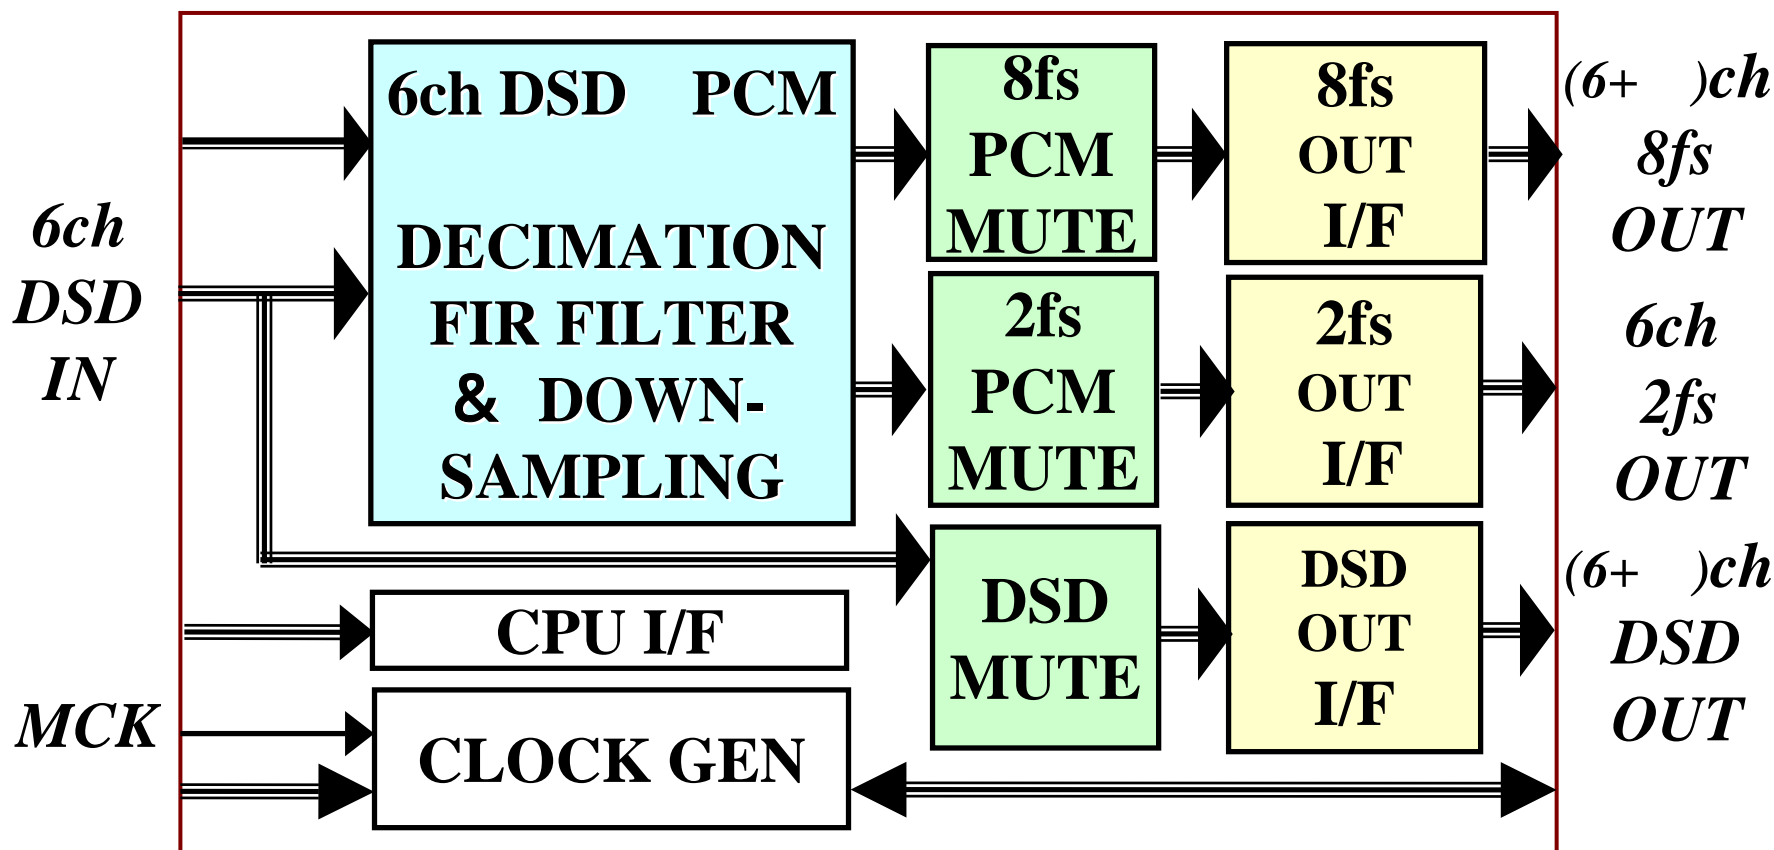 6ch
DSD
IN
MCK
6ch DSD PCM
DECIMATION
FIR FILTER
& DOWN-
SAMPLING
CPU I/F
CLOCK GEN
8fs
PCM
MUTE
2fs
PCM
MUTE
DSD
MUTE
8fs
OUT
I/F
2fs
OUT
I/F
DSD
OUT
I/F
(6+ )ch
8fs
OUT
6ch
2fs
OUT
(6+ )ch
DSD
OUT